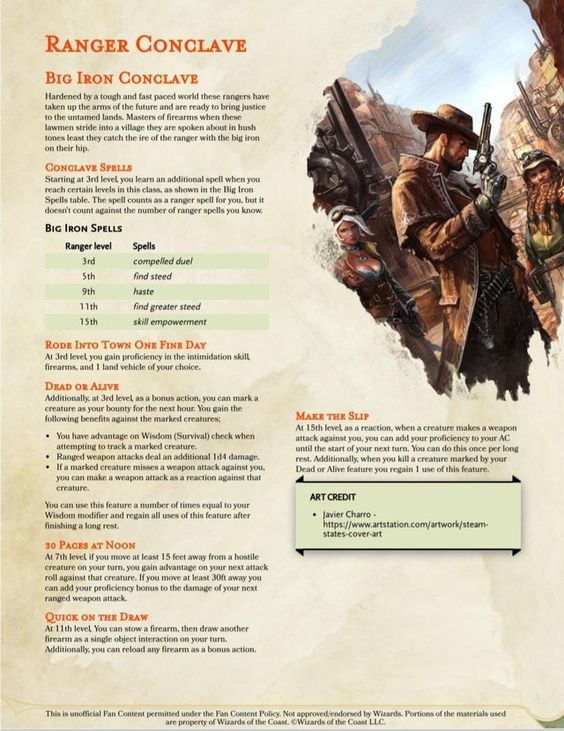 Ranger Conclave
Big Iron Conclave
Hardened by a tough and fast paced world these rangers have
taken up the arms of the future and are ready to bring justice
to the untamed lands. Masters of firearms when these
lawmen stride into a village they are spoken about in hush
tones least they catch the ire of the ranger with the big iron
on their hip.
Conclave Spells
Starting at 3rd level, you learn an additional spell when you
reach certain levels in this class, as shown in the Big Iron
Spells table. The spell counts as a ranger spell for you, but it
doesn't count against the number of ranger spells you know.
Big Iron Spells
Ranger level Spells
3rd compelled duel
5th find steed
9th haste
11th find greater steed
15th skill empowerment
Rode Into Town One Fine Day
At 3rd level, you gain proficiency in the intimidation skill,
firearms, and 1 land vehicle of your choice.
Dead or Alive
Additionally, at 3rd level, as a bonus action, you can mark a
creature as your bounty for the next hour. You gain the
following benefits against the marked creatures;
• You have advantage on Wisdom (Survival) check when
attempting to track a marked creature.
• Ranged weapon attacks deal an additional 1d4 damage.
• If a marked creature misses a weapon attack against you,
you can make a weapon attack as a reaction against that
creature.
You can use this feature a number of times equal to your
Wisdom modifier and regain all uses of this feature after
finishing a long rest.
30 Pages at Noon
At 7th level, if you move at least 15 feet away from a hostile
creature on your turn, you gain advantage on your next attack
roll against that creature. If you move at least 30ft away you
can add your proficiency bonus to the damage of your next
ranged weapon attack.
Quick on the Draw
At 11th level, You can stow a firearm, then draw another
firearm as a single object interaction on your turn.
Additionally, you can reload any firearm as a bonus action.
Make the Slip
At 15th level, as a reaction, when a creature makes a weapon
attack against you, you can add your proficiency to your AC
until the start of your next turn. You can do this once per long
rest. Additionally, when you kill a creature marked by your
Dead or Alive feature you regain 1 use of this feature.
ART CREDIT
• Javier Charro -
https://www.artstation.com/artwork/steam-
states-cover-art
This is unofficial Fan Content permitted under the Fan Content Policy. Not approved/endorsed by Wizards. Portions of the materials used
are property of Wizards of the Coast. ©Wizards of the Coast LLC.